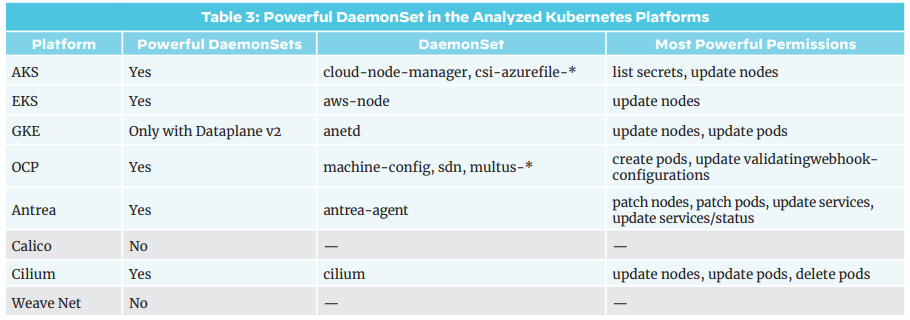 Table 3: Powerful DaemonSet in the Analyzed Kubernetes Platforms
Platform Powerful DaemonSets DaemonSet Most Powerful Permissions
AKS Yes cloud-node-manager, csi-azurefile-* list secrets, update nodes
EKS Yes aws-node update nodes
GKE Only with Dataplane v2 anetd update nodes, update pods
OCP Yes machine-config, sdn, multus-* create pods, update validatingwebhook-
configurations
Antrea Yes antrea-agent patch nodes, patch pods, update services,
update services/status
Calico No — —
Cilium Yes cilium update nodes, update pods, delete pods
Weave Net No — —